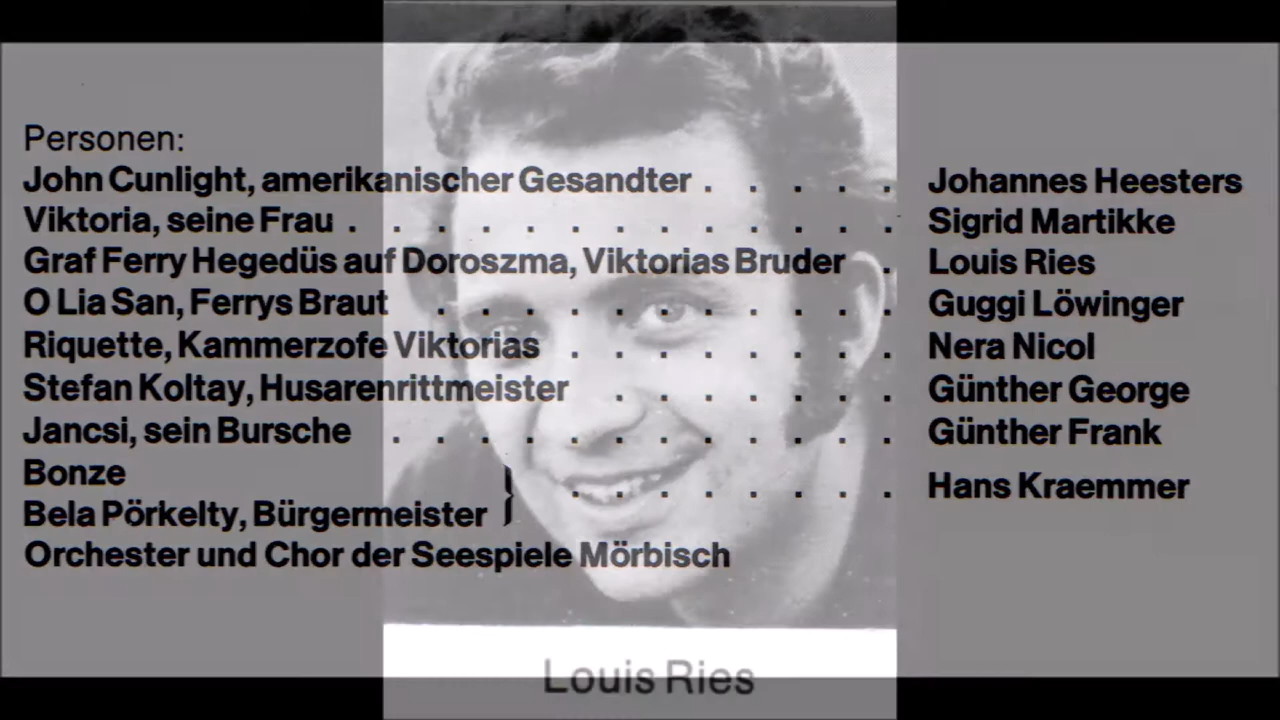 Personen:
John Cunlight, amerikanischer Gesandter . . . . . Johannes Heesters
Viktoria, seine Frau . . . . . . . . . . . . . Sigrid Martikke
Graf Ferry Hegedüs auf Doroszma, Viktorias Bruder . Louis Ries
O Lia San, Ferrys Braut . . . . . . . . . . . Guggi Löwinger
Riquette, Kammerzofe Viktorias . . . . . . . . Nera Nicol
Stefan Koltay, Husarenrittmeister . . . . . . . Günther George
Jancsi, sein Bursche . . . . . . . . . . . . Günther Frank
Bonze
Bela Pörkelty, Bürgermeister } . . . . . . . . Hans Kraemmer
Orchester und Chor der Seespiele Mörbisch
Louis Ries